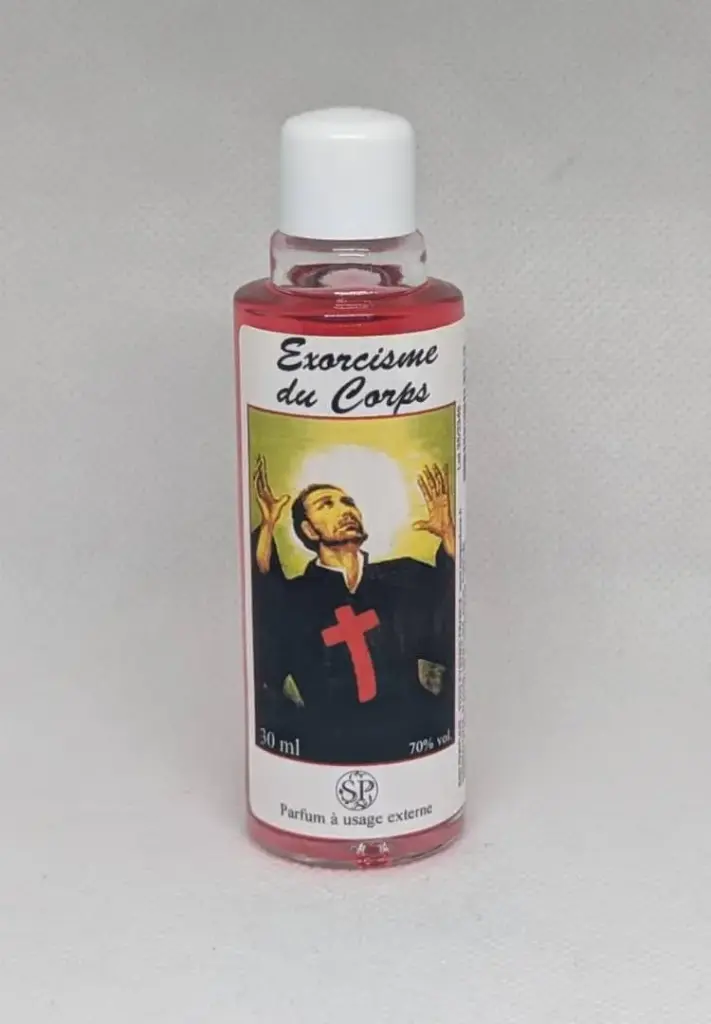 Exorcisme
du Corps
30 ml
70% vol.
SP
Parfum à usage externe